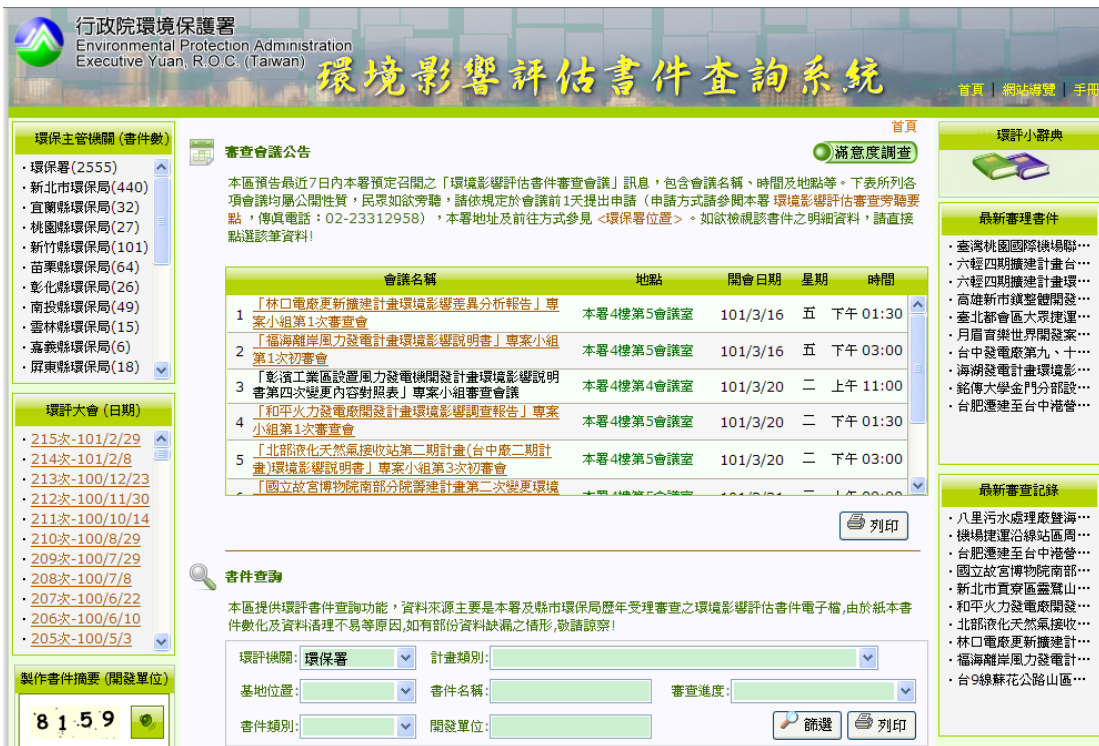 行政院環境保護署
Environmental Protection Administration
Executive Yuan, R.O.C. (Taiwan)
環境影響評估書件查詢系統
首頁 | 網站導覽 | 手冊
環保主管機關 (書件數)
・環保署(2555)
・新北市環保局(440)
・宜蘭縣環保局(32)
・桃園縣環保局(27)
・新竹縣環保局(101)
・苗栗縣環保局(64)
・彰化縣環保局(26)
・南投縣環保局(49)
・雲林縣環保局(15)
・嘉義縣環保局(6)
・屏東縣環保局(18)
環評大會 (日期)
・215次-101/2/29
・214次-101/2/8
・213次-100/12/23
・212次-100/11/30
・211次-100/10/14
・210次-100/8/29
・209次-100/7/29
・208次-100/7/8
・207次-100/6/22
・206次-100/6/10
・205次-100/5/3
製作書件摘要 (開發單位)
8159
首頁
審查會議公告
滿意度調查
本區預告最近7日內本署預定召開之「環境影響評估書件審查會議」訊息，包含會議名稱、時間及地點等。下表所列各
項會議均屬公開性質，民眾如欲旁聽，請依規定於會議前1天提出申請（申請方式請參閱本署 環境影響評估審查旁聽要
點 ，傳真電話：02-23312958），本署地址及前往方式參見 <環保署位置> 。如欲檢視該書件之明細資料，請直接
點選該筆資料!
會議名稱 地點 開會日期 星期 時間
1 「林口電廠更新擴建計畫環境影響差異分析報告」專
案小組第1次審查會 本署4樓第5會議室 101/3/16 五 下午 01:30
2 「福海離岸風力發電計畫環境影響說明書」專案小組
第1次初審會 本署4樓第5會議室 101/3/16 五 下午 03:00
3 「彰濱工業區設置風力發電機開發計畫環境影響說明
書第四次變更內容對照表」專案小組審查會議 本署4樓第4會議室 101/3/20 二 上午 11:00
4 「和平火力發電廠開發計畫環境影響調查報告」專案
小組第1次審查會 本署4樓第5會議室 101/3/20 二 下午 01:30
5 「北部液化天然氣接收站第二期計畫(台中廠二期計
畫)環境影響說明書」專案小組第3次初審會 本署4樓第5會議室 101/3/20 二 下午 03:00
「國立故宮博物院南部分院籌建計畫第二次變更環境
列印
書件查詢
本區提供環評書件查詢功能，資料來源主要是本署及縣市環保局歷年受理審查之環境影響評估書件電子檔,由於紙本書
件數化及資料清理不易等原因,如有部份資料缺漏之情形,敬請諒察!
環評機關: 環保署 計畫類別:
基地位置: 書件名稱: 審查進度:
書件類別: 開發單位: 篩選 列印
環評小辭典
最新審理書件
・臺灣桃園國際機場聯…
・六輕四期擴建計畫台…
・六輕四期擴建計畫環…
・高雄新市鎮整體開發…
・臺北都會區大眾捷運…
・月眉音樂世界開發案…
・台中發電廠第九、十…
・海湖發電計畫環境影…
・銘傳大學金門分部設…
・台肥遷建至台中港營…
最新審查記錄
・八里污水處理廠暨海…
・機場捷運沿線站區周…
・台肥遷建至台中港營…
・國立故宮博物院南部…
・新北市貢寮區靈鷲山…
・和平火力發電廠開發…
・北部液化天然氣接收…
・林口電廠更新擴建計…
・福海離岸風力發電計…
・台9線蘇花公路山區…